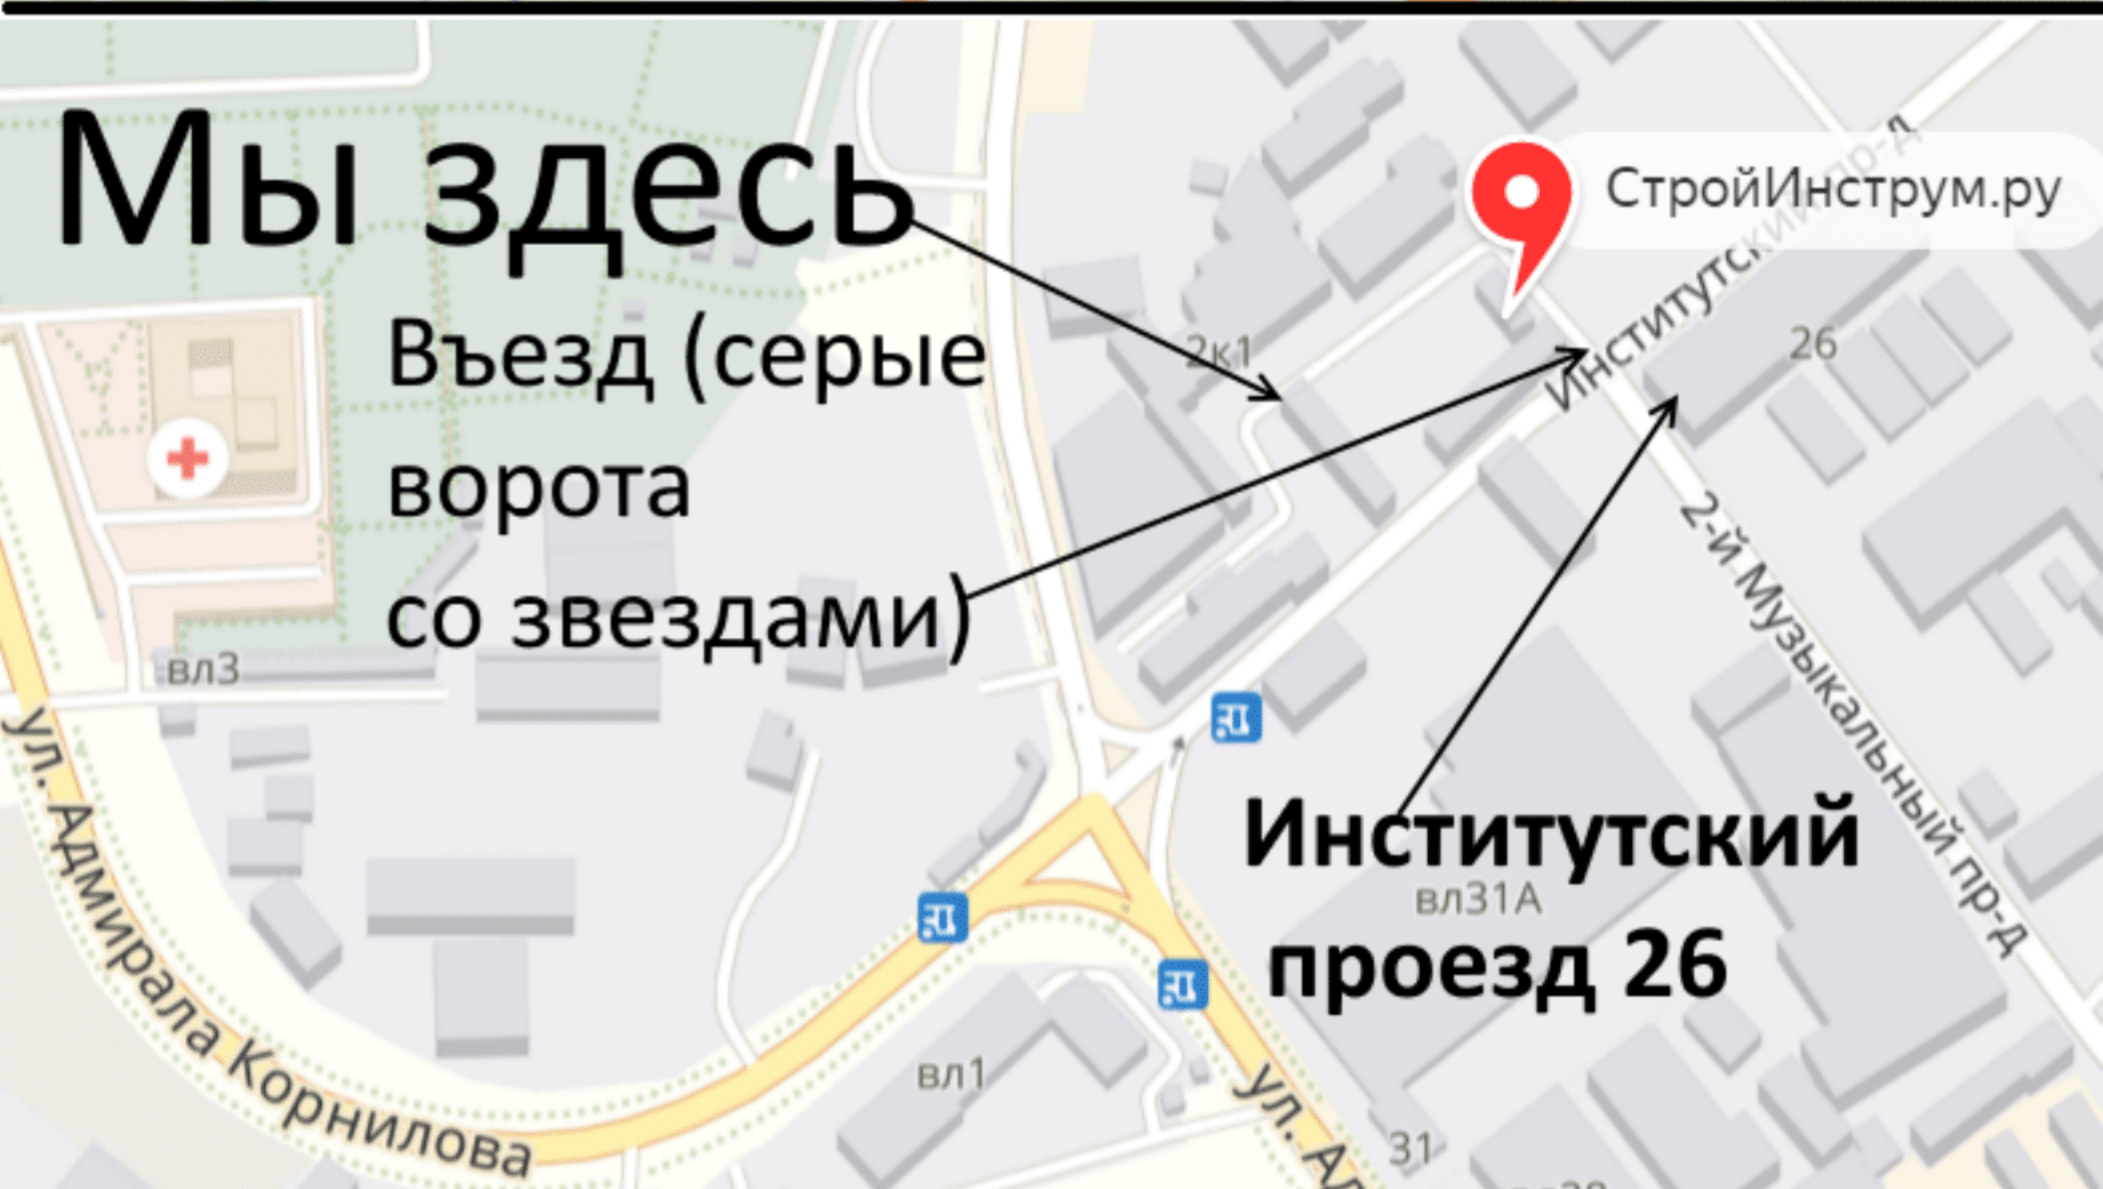 Мы здесь
СтройИнструм.ру
Институтский пр-д
Въезд (серые
ворота
со звездами)
2к1
26
2-й Музыкальный пр-д
вл3
ул. Адмирала Корнилова
Институтский
вл31А
проезд 26
вл1
ул. Ад
31